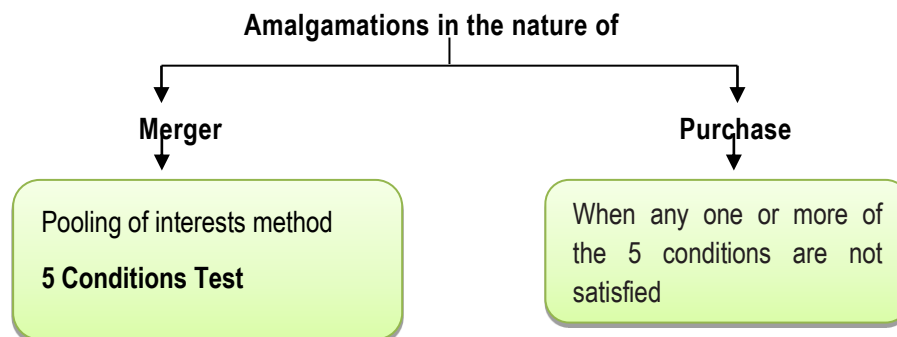 Amalgamations in the nature of
Merger
Purchase
Pooling of interests method
5 Conditions Test
When any one or more of
the 5 conditions are not
satisfied